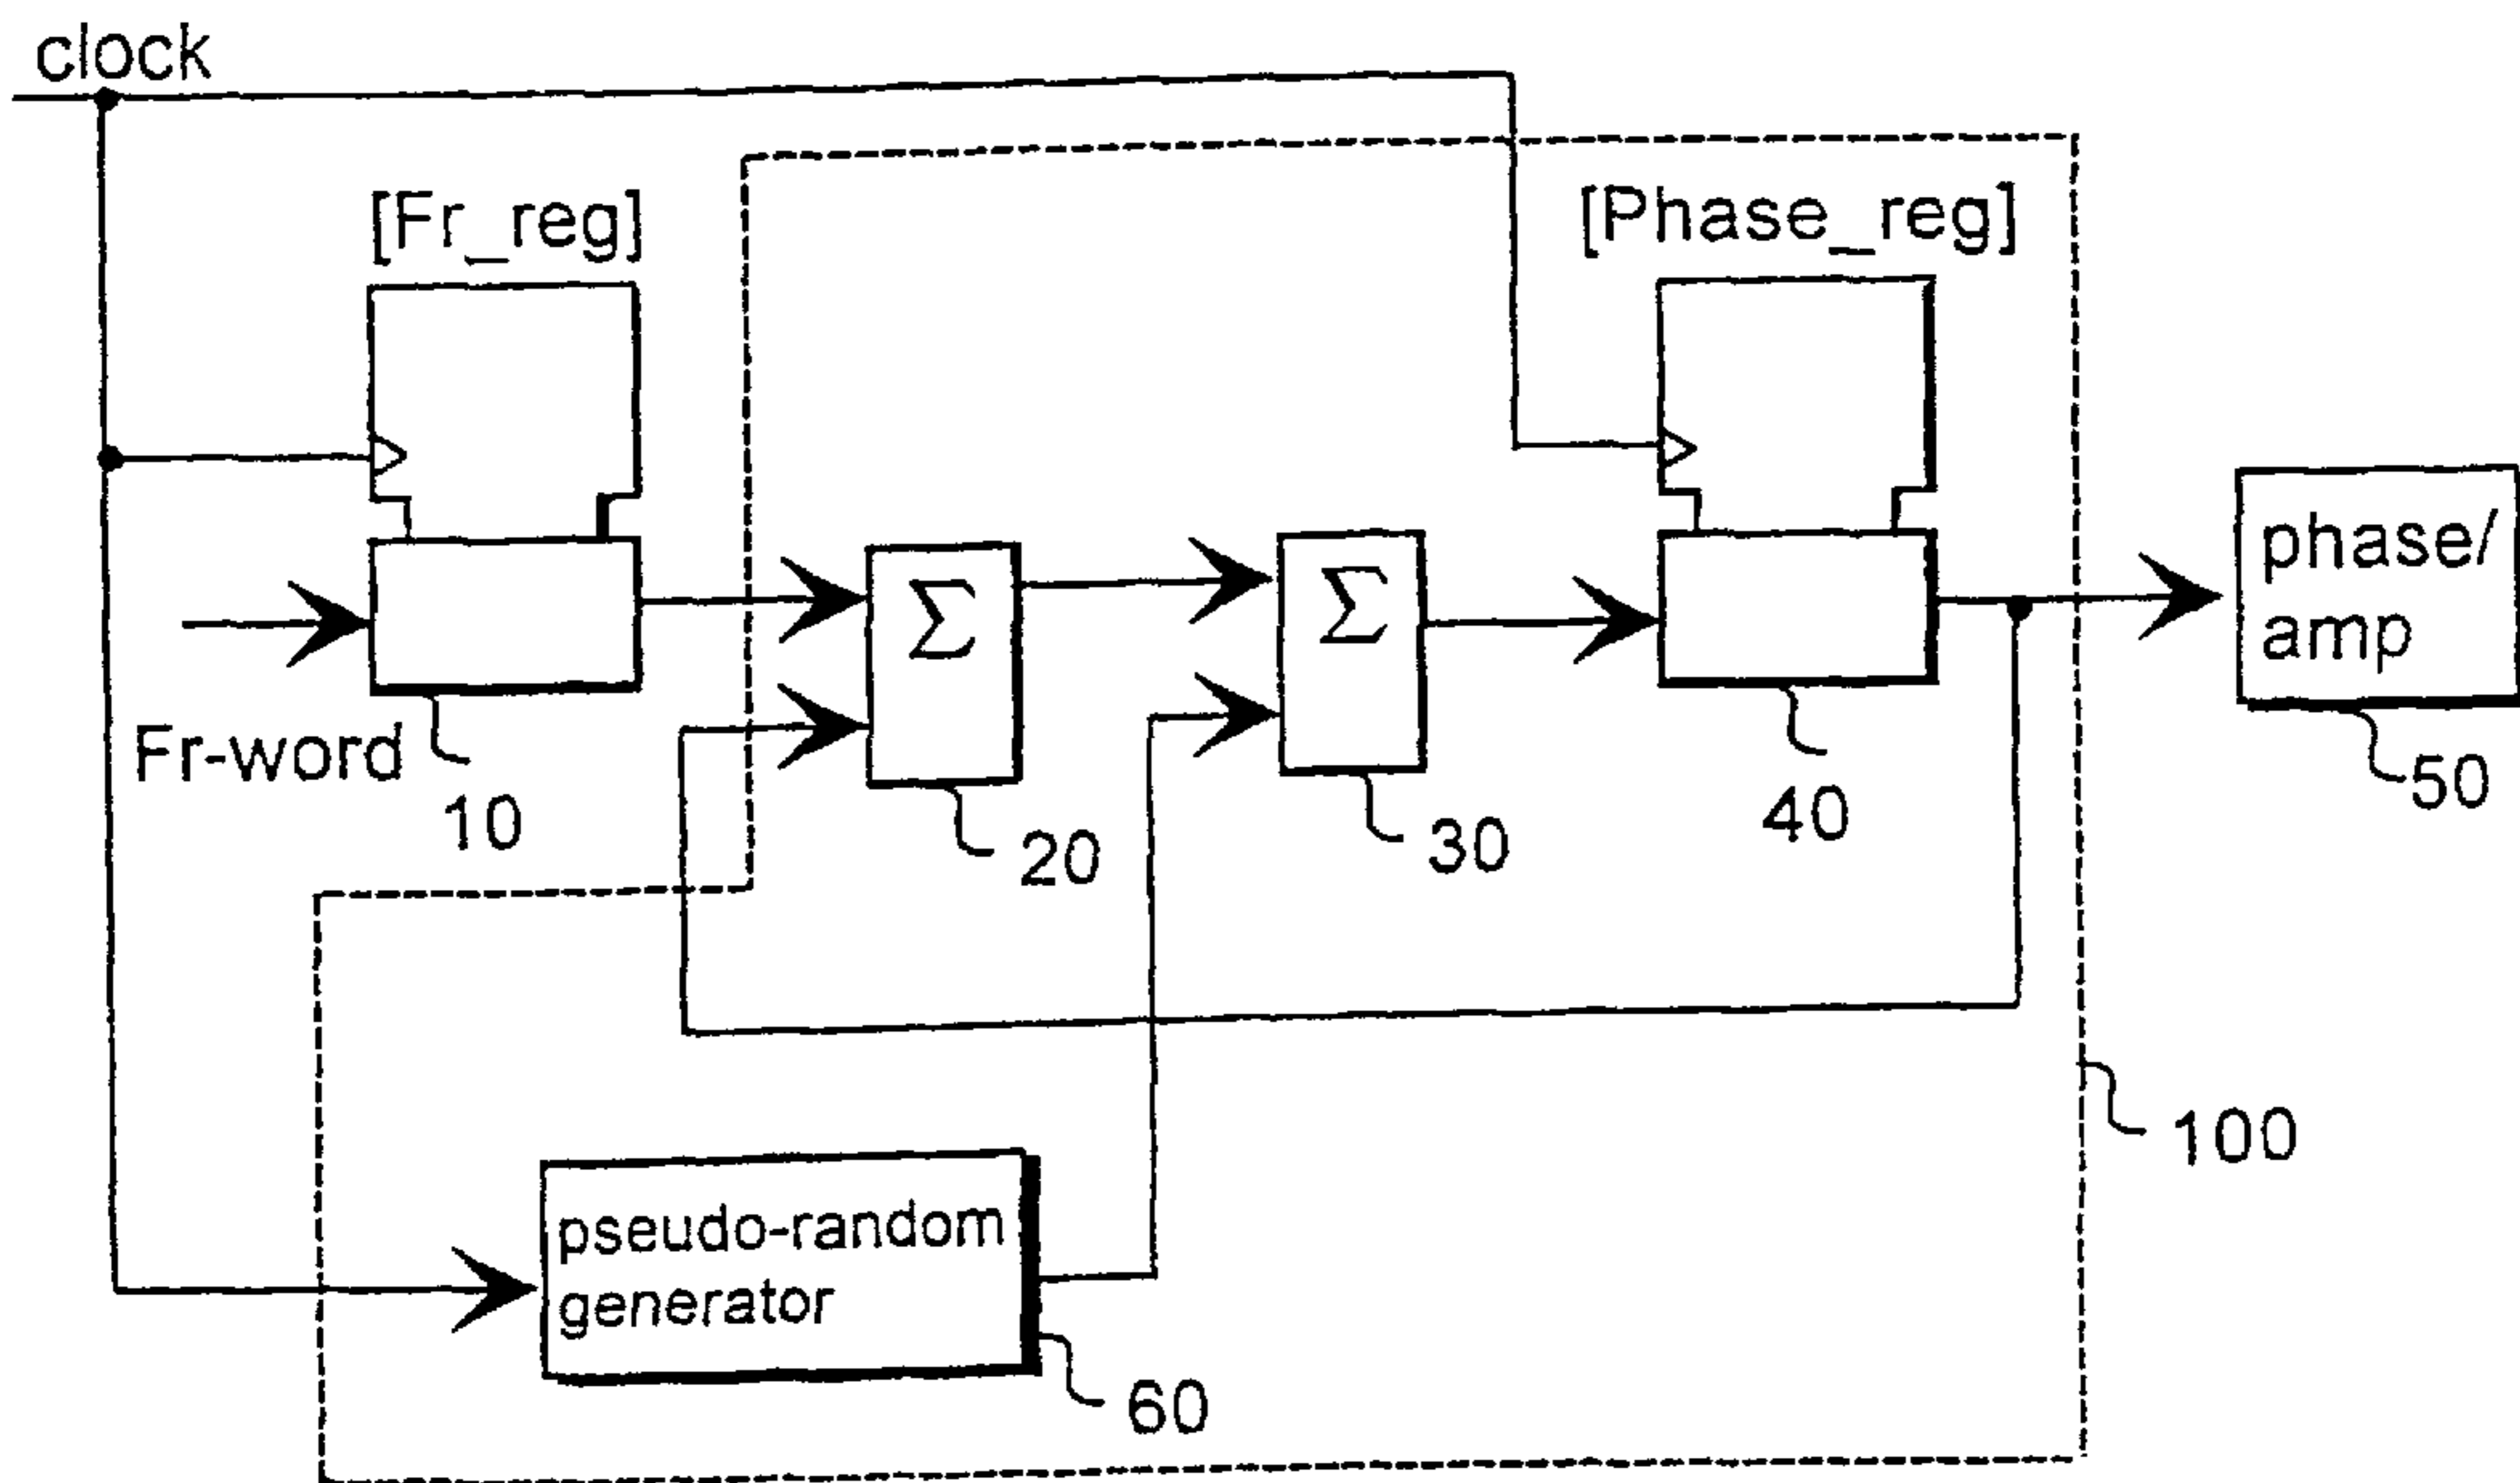 clock
[Fr_reg]
[Phase_reg]
phase/
amp
Σ
Σ
Fr-word
10
20
30
40
50
100
pseudo-random
generator
60